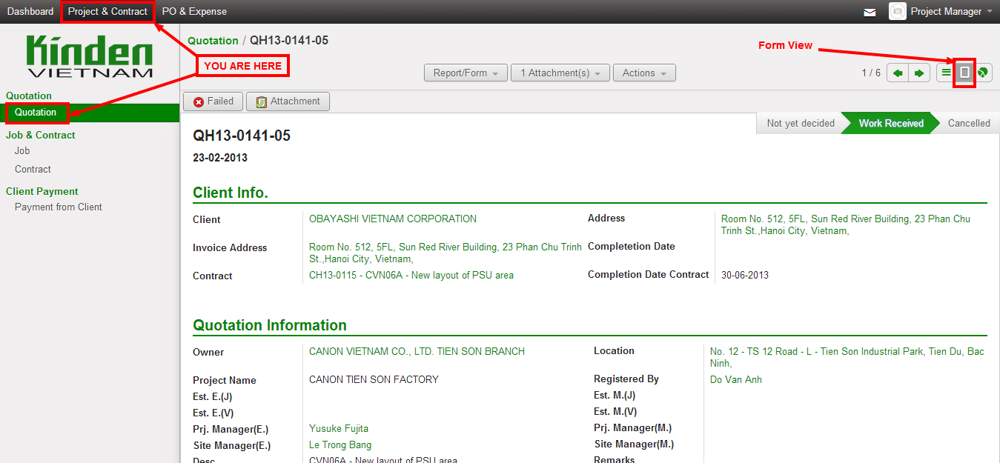 Dashboard Project & Contract PO & Expense Project Manager
Kinden
VIETNAM
YOU ARE HERE
Quotation
Quotation
Job & Contract
Job
Contract
Client Payment
Payment from Client
Quotation / QH13-0141-05
Form View
Report/Form 1 Attachment(s) Actions 1 / 6
Failed Attachment
Not yet decided Work Received Cancelled
QH13-0141-05
23-02-2013
Client Info.
Client OBAYASHI VIETNAM CORPORATION
Address Room No. 512, 5FL, Sun Red River Building, 23 Phan Chu
Trinh St.,Hanoi City, Vietnam,
Invoice Address Room No. 512, 5FL, Sun Red River Building, 23 Phan Chu Trinh
St.,Hanoi City, Vietnam,
Completetion Date
Contract CH13-0115 - CVN06A - New layout of PSU area
Completion Date Contract 30-06-2013
Quotation Information
Owner CANON VIETNAM CO., LTD. TIEN SON BRANCH
Location No. 12 - TS 12 Road - L - Tien Son Industrial Park, Tien Du, Bac
Ninh,
Project Name CANON TIEN SON FACTORY
Registered By Do Van Anh
Est. E.(J)
Est. M.(J)
Est. E.(V)
Est. M.(V)
Prj. Manager(E.) Yusuke Fujita
Prj. Manager(M.)
Site Manager(E.) Le Trong Bang
Site Manager(M.)
Desc CVN06A - New layout of PSU area
Remarks